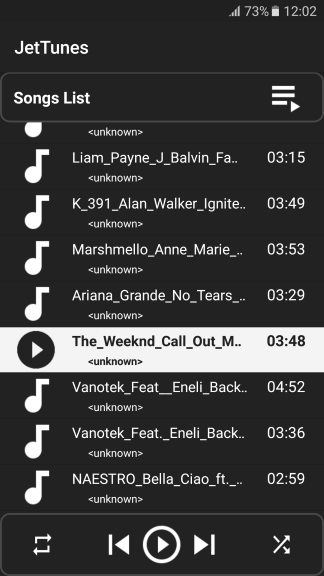 73% 12:02
JetTunes
Songs List
<unknown>
Liam_Payne_J_Balvin_Fa.. 03:15
<unknown>
K_391_Alan_Walker_Ignite.. 03:49
<unknown>
Marshmello_Anne_Marie_.. 03:53
<unknown>
Ariana_Grande_No_Tears_.. 03:29
<unknown>
The_Weeknd_Call_Out_M.. 03:48
<unknown>
Vanotek_Feat__Eneli_Back.. 04:52
<unknown>
Vanotek_Feat._Eneli_Back.. 03:36
<unknown>
NAESTRO_Bella_Ciao_ft._.. 02:59
<unknown>